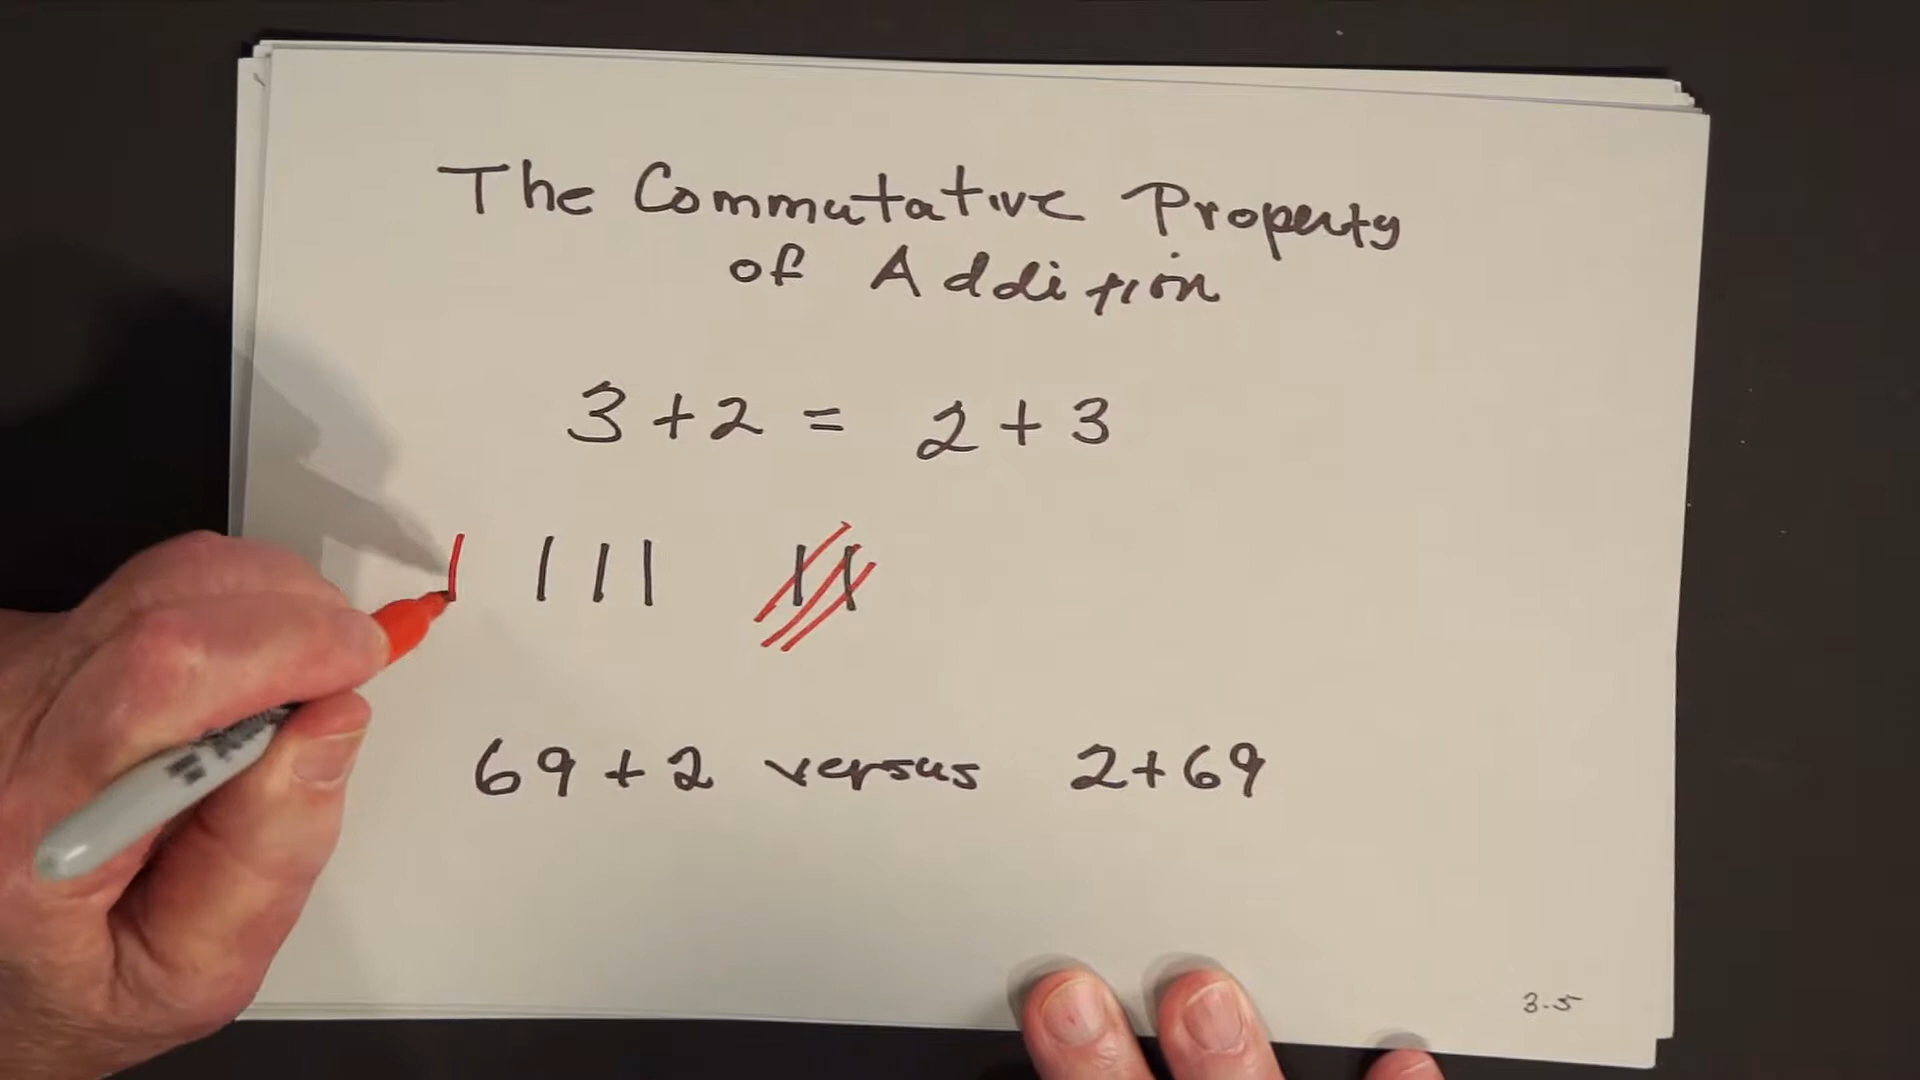 The Commutative Property
of Addition
3 + 2 = 2 + 3
69 + 2 versus 2 + 69
3.5